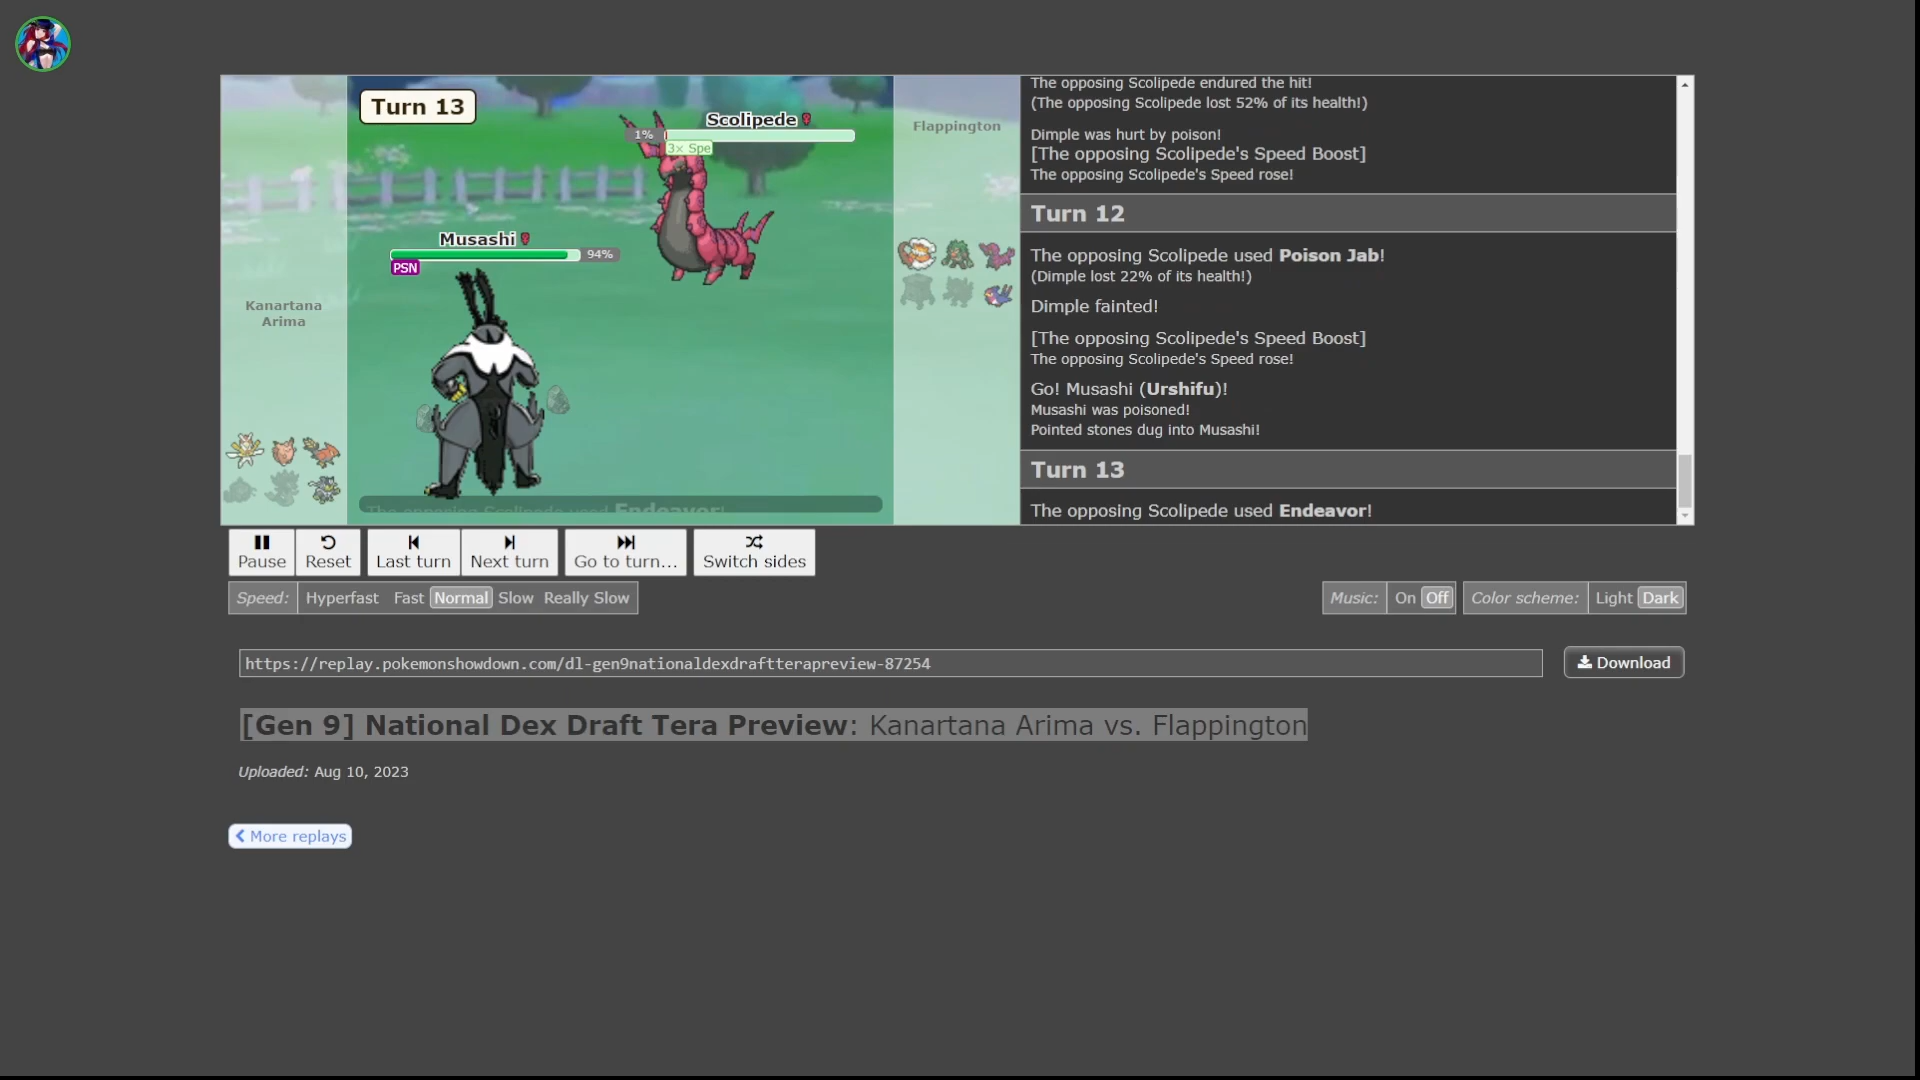 Turn 13
Scolipede
1%
3× Spe
Musashi
94%
PSN
Kanartana
Arima
Flappington
The opposing Scolipede used Endeavor!
The opposing Scolipede endured the hit!
(The opposing Scolipede lost 52% of its health!)
Dimple was hurt by poison!
[The opposing Scolipede's Speed Boost]
The opposing Scolipede's Speed rose!
Turn 12
The opposing Scolipede used Poison Jab!
(Dimple lost 22% of its health!)
Dimple fainted!
[The opposing Scolipede's Speed Boost]
The opposing Scolipede's Speed rose!
Go! Musashi (Urshifu)!
Musashi was poisoned!
Pointed stones dug into Musashi!
Turn 13
The opposing Scolipede used Endeavor!
Pause Reset Last turn Next turn Go to turn... Switch sides
Speed: Hyperfast Fast Normal Slow Really Slow Music: On Off Color scheme: Light Dark
https://replay.pokemonshowdown.com/dl-gen9nationaldexdraftterapreview-87254 Download
[Gen 9] National Dex Draft Tera Preview: Kanartana Arima vs. Flappington
Uploaded: Aug 10, 2023
More replays